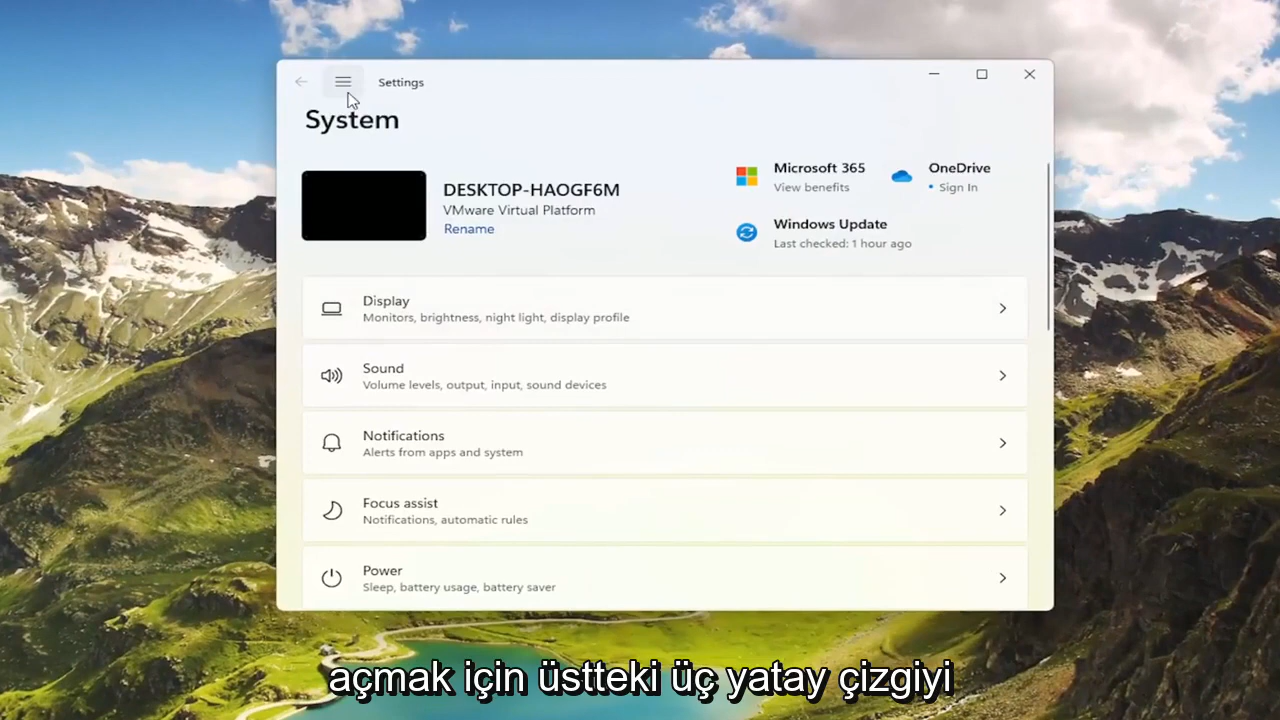 Settings
System
DESKTOP-HAOGF6M
VMware Virtual Platform
Rename
Microsoft 365
View benefits
OneDrive
• Sign In
Windows Update
Last checked: 1 hour ago
Display
Monitors, brightness, night light, display profile
Sound
Volume levels, output, input, sound devices
Notifications
Alerts from apps and system
Focus assist
Notifications, automatic rules
Power
Sleep, battery usage, battery saver
açmak için üstteki üç yatay çizgiyi